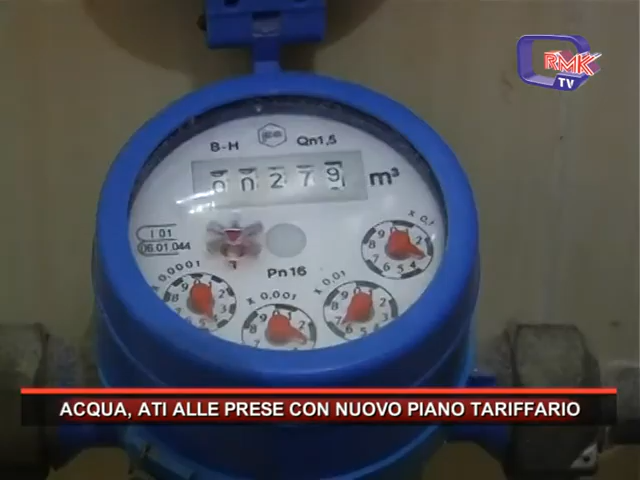 RMK
TV
B-H
Qn1,5
00279 m³
I 01
06.01.044
Pn16
x 0,1
x 0,01
x 0,001
x 0,0001
ACQUA, ATI ALLE PRESE CON NUOVO PIANO TARIFFARIO